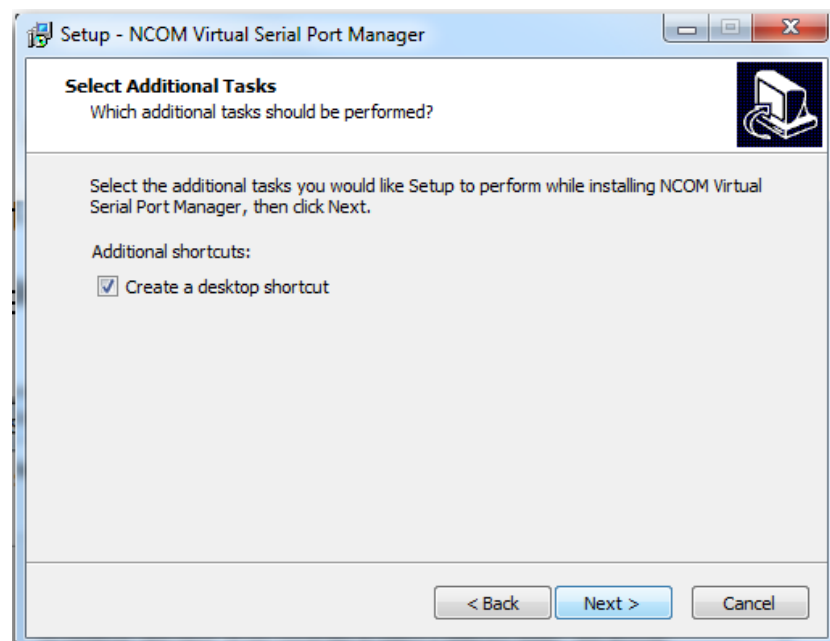 Setup - NCOM Virtual Serial Port Manager
Select Additional Tasks
Which additional tasks should be performed?
Select the additional tasks you would like Setup to perform while installing NCOM Virtual
Serial Port Manager, then click Next.
Additional shortcuts:
Create a desktop shortcut
< Back Next > Cancel